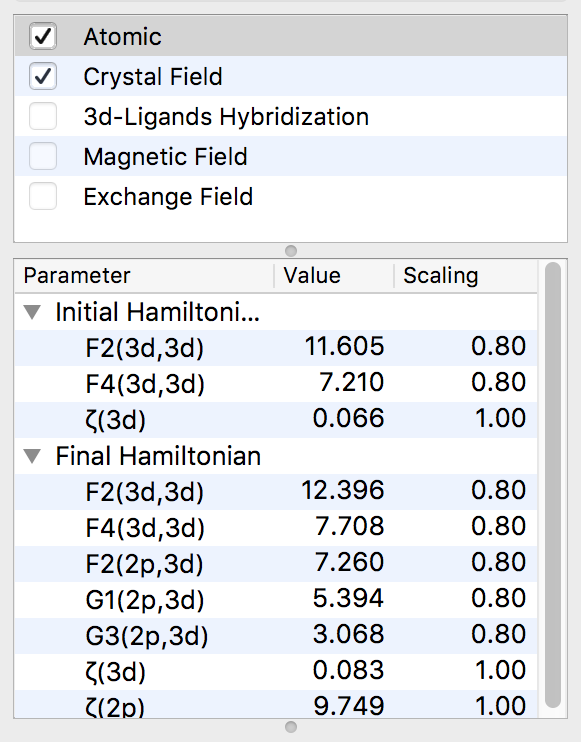 Atomic
Crystal Field
3d-Ligands Hybridization
Magnetic Field
Exchange Field
Parameter Value Scaling
Initial Hamiltoni...
F2(3d,3d) 11.605 0.80
F4(3d,3d) 7.210 0.80
ζ(3d) 0.066 1.00
Final Hamiltonian
F2(3d,3d) 12.396 0.80
F4(3d,3d) 7.708 0.80
F2(2p,3d) 7.260 0.80
G1(2p,3d) 5.394 0.80
G3(2p,3d) 3.068 0.80
ζ(3d) 0.083 1.00
ζ(2p) 9.749 1.00